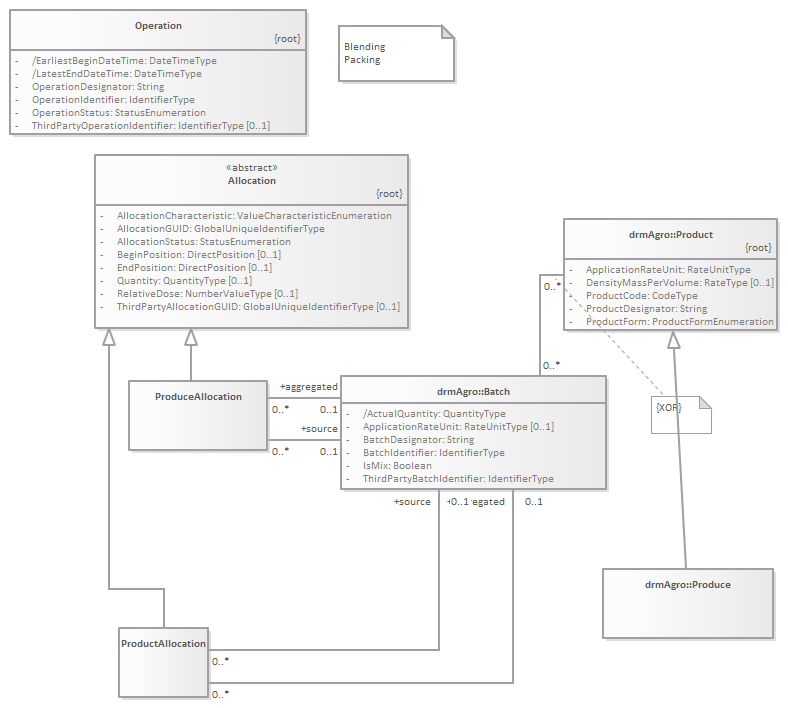 Operation
{root}
- /EarliestBeginDateTime: DateTimeType
- /LatestEndDateTime: DateTimeType
- OperationDesignator: String
- OperationIdentifier: IdentifierType
- OperationStatus: StatusEnumeration
- ThirdPartyOperationIdentifier: IdentifierType [0..1]
Blending
Packing
«abstract»
Allocation
{root}
- AllocationCharacteristic: ValueCharacteristicEnumeration
- AllocationGUID: GlobalUniqueIdentifierType
- AllocationStatus: StatusEnumeration
- BeginPosition: DirectPosition [0..1]
- EndPosition: DirectPosition [0..1]
- Quantity: QuantityType [0..1]
- RelativeDose: NumberValueType [0..1]
- ThirdPartyAllocationGUID: GlobalUniqueIdentifierType [0..1]
drmAgro::Product
{root}
- ApplicationRateUnit: RateUnitType
- DensityMassPerVolume: RateType [0..1]
- ProductCode: CodeType
- ProductDesignator: String
- ProductForm: ProductFormEnumeration
0..*
0..*
ProduceAllocation
+aggregated
0..* 0..1
+source
0..* 0..1
drmAgro::Batch
- /ActualQuantity: QuantityType
- ApplicationRateUnit: RateUnitType [0..1]
- BatchDesignator: String
- BatchIdentifier: IdentifierType
- IsMix: Boolean
- ThirdPartyBatchIdentifier: IdentifierType
{XOR}
+source 0..1 egated 0..1
drmAgro::Produce
ProductAllocation
0..*
0..*